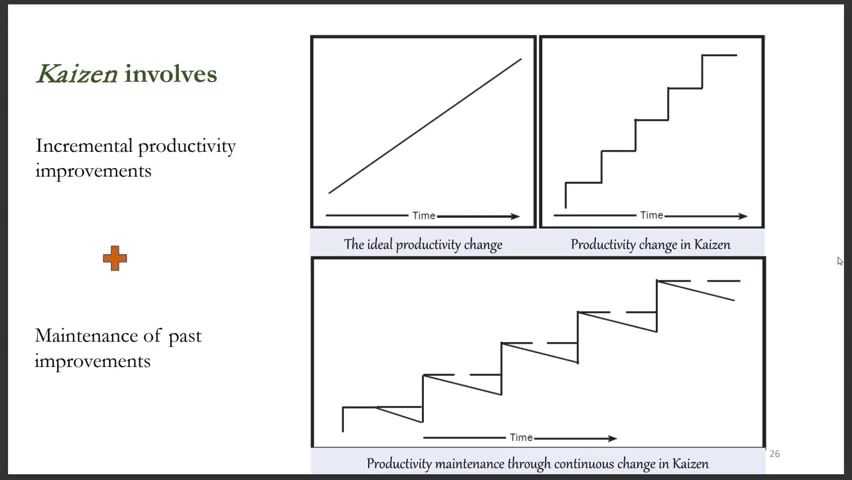 Kaizen involves
Incremental productivity
improvements
Maintenance of past
improvements
Time
The ideal productivity change
Time
Productivity change in Kaizen
Time
Productivity maintenance through continuous change in Kaizen
26